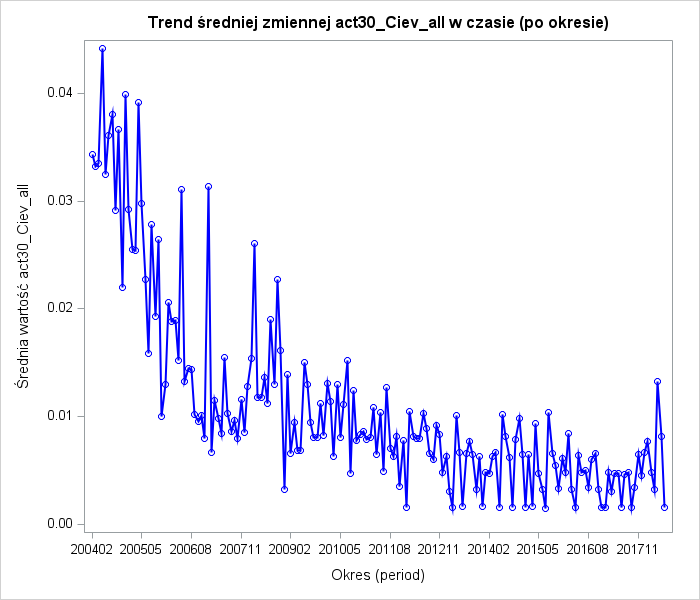 Trend średniej zmiennej act30_Ciev_all w czasie (po okresie)
Średnia wartość act30_Ciev_all
0.04
0.03
0.02
0.01
0.00
200402 200505 200608 200711 200902 201005 201108 201211 201402 201505 201608 201711
Okres (period)